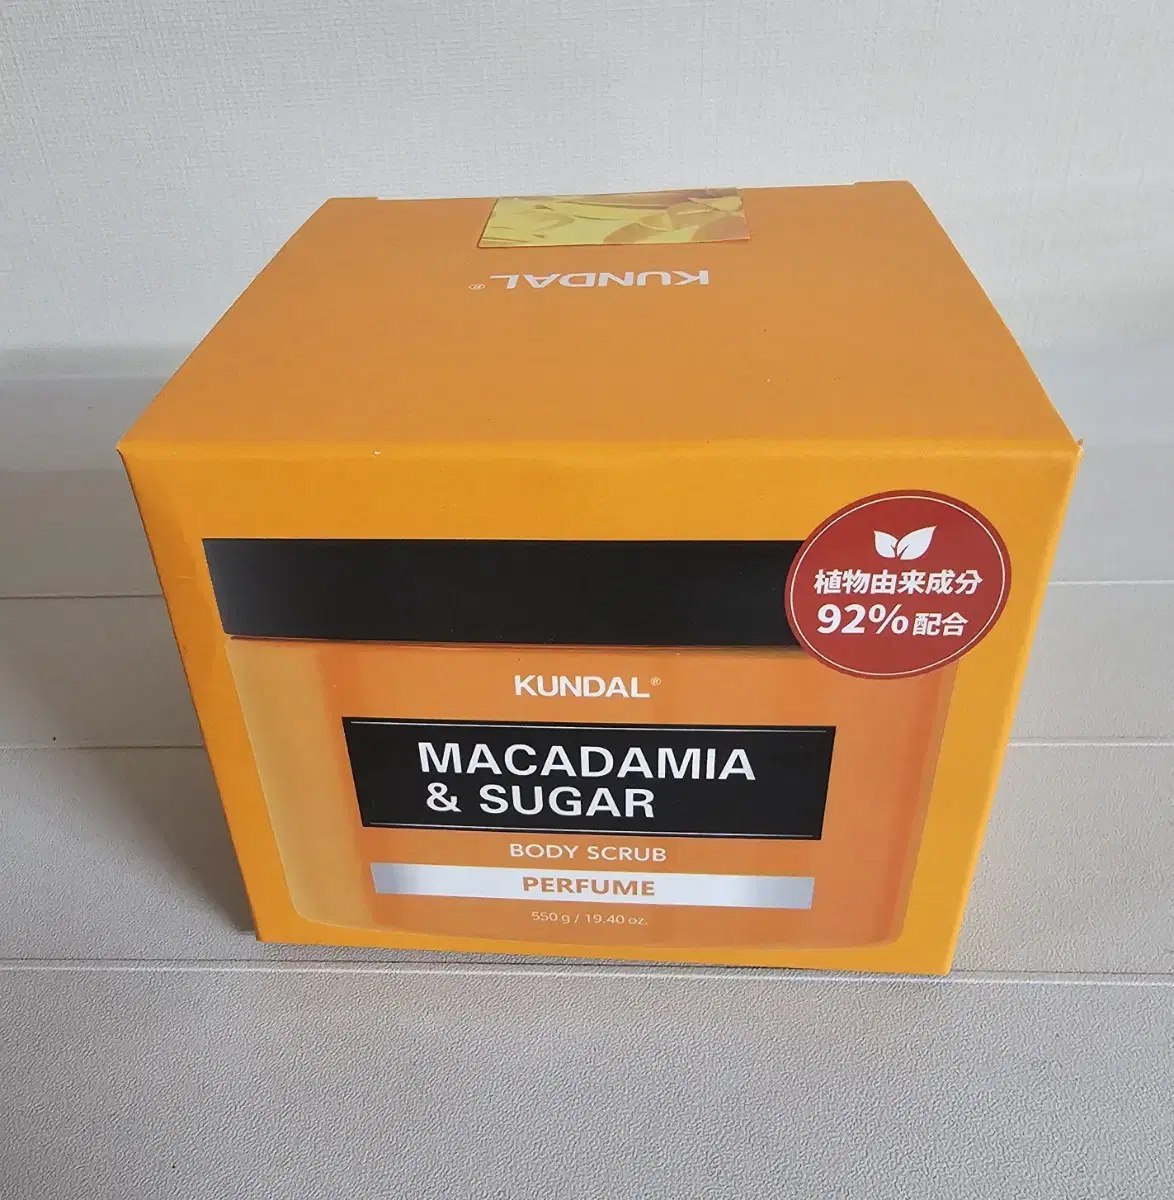 KUNDAL®
植物由来成分
92%配合
KUNDAL®
MACADAMIA
& SUGAR
BODY SCRUB
PERFUME
550 g / 19.40 oz.